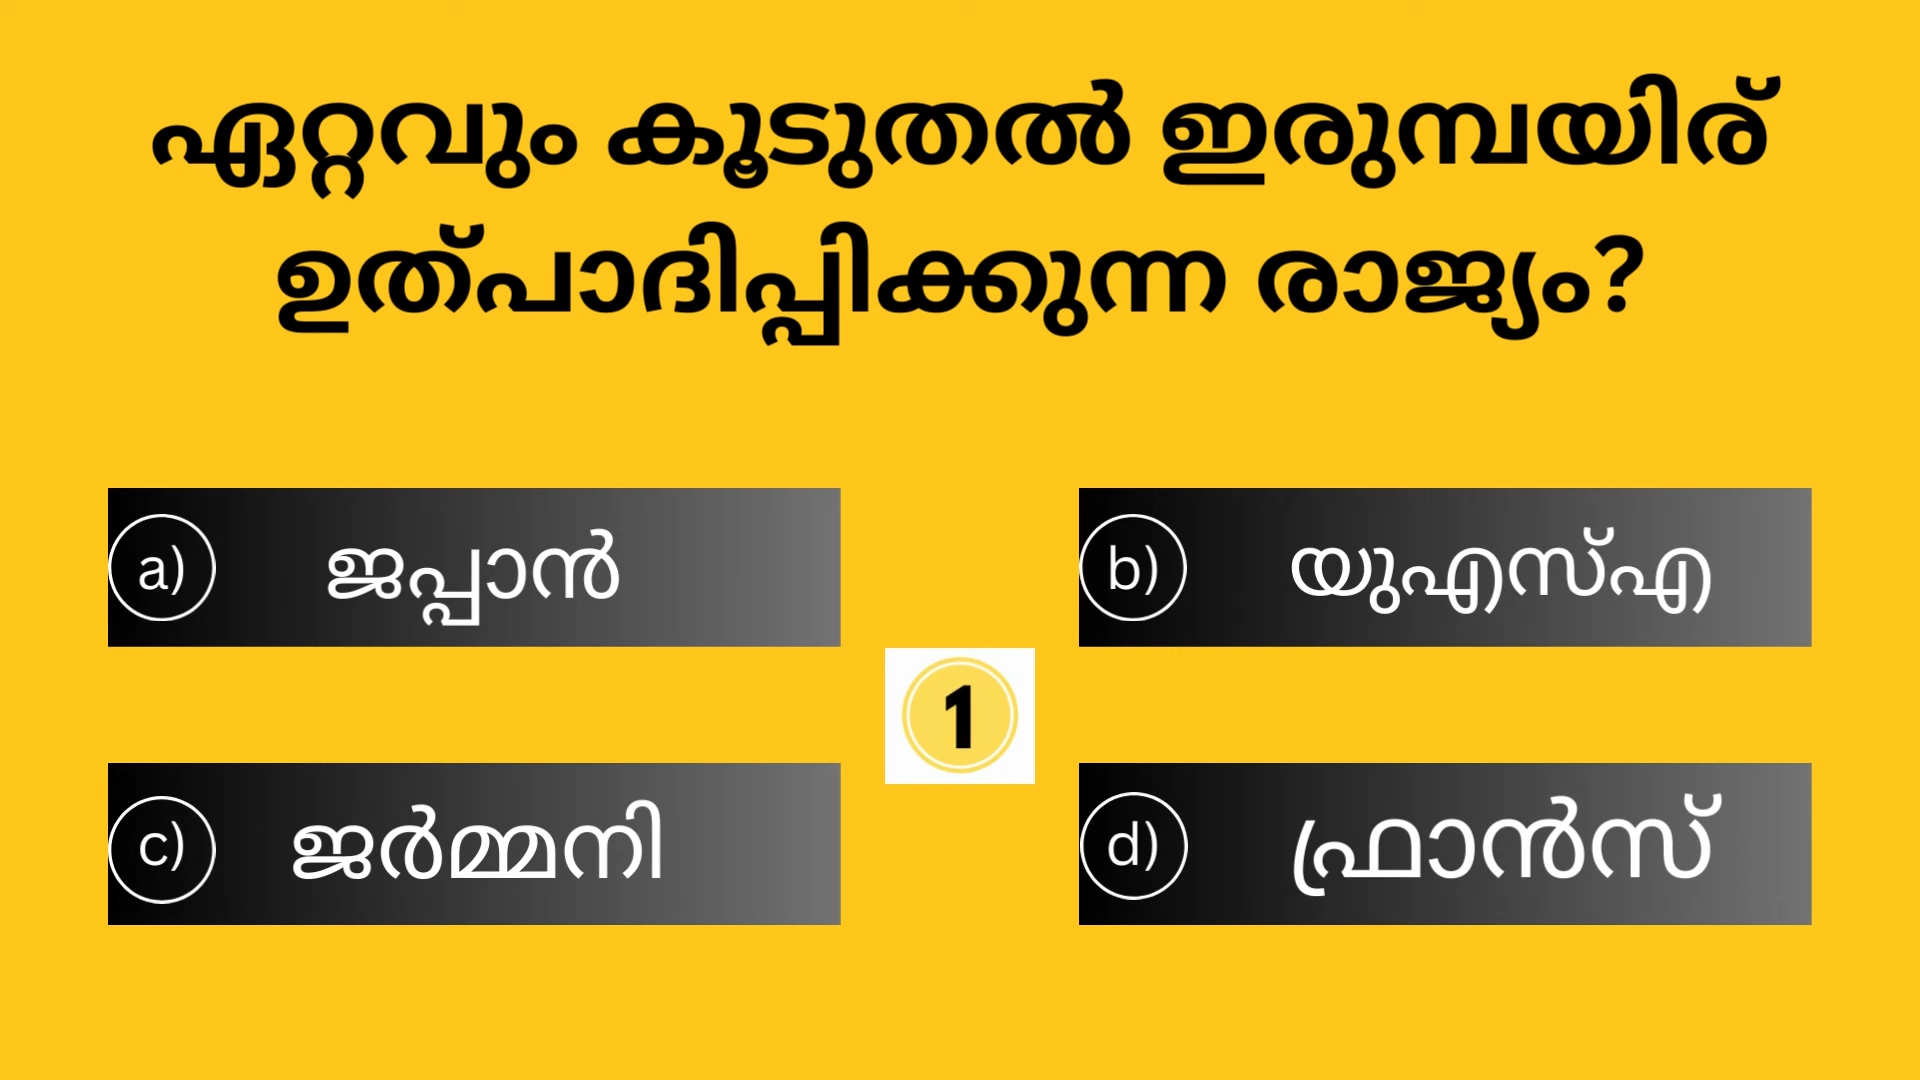 ഏറ്റവും കൂടുതൽ ഇരുമ്പയിര്
ഉത്പാദിപ്പിക്കുന്ന രാജ്യം?
a) ജപ്പാൻ
b) യുഎസ്എ
1
c) ജർമ്മനി
d) ഫ്രാൻസ്